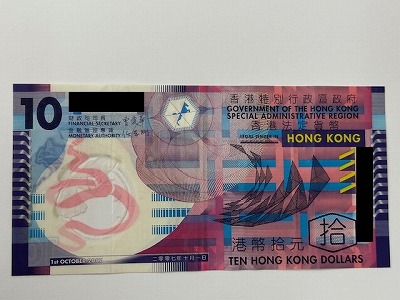 10
財政司司長
FINANCIAL SECRETARY
金融管理專員
MONETARY AUTHORITY
1st OCTOBER
二零零七年十月一日
香港特別行政區政府
GOVERNMENT OF THE HONG KONG
SPECIAL ADMINISTRATIVE REGION
香港法定貨幣
LEGAL TENDER IN
HONG KONG
拾
港幣拾元
TEN HONG KONG DOLLARS